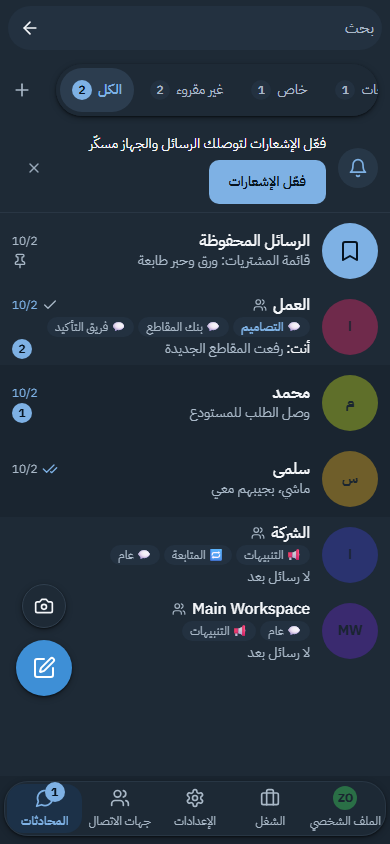 بحث
الكل 2
غير مقروء 2
خاص 1
ات 1
فعّل الإشعارات لتوصلك الرسائل والجهاز مسكّر
فعّل الإشعارات
الرسائل المحفوظة 10/2
قائمة المشتريات: ورق وحبر طابعة
العمل 10/2
ا
💬 التصاميم 💬 بنك المقاطع 💬 فريق التأكيد
أنت: رفعت المقاطع الجديدة 2
محمد 10/2
م
وصل الطلب للمستودع 1
سلمى 10/2
س
ماشي، بجيبهم معي
الشركة
ا
📢 التنبيهات 🔁 المتابعة 💬 عام
لا رسائل بعد
Main Workspace
MW
💬 عام 📢 التنبيهات
لا رسائل بعد
ZO 1
الملف الشخصي الشغل الإعدادات جهات الاتصال المحادثات